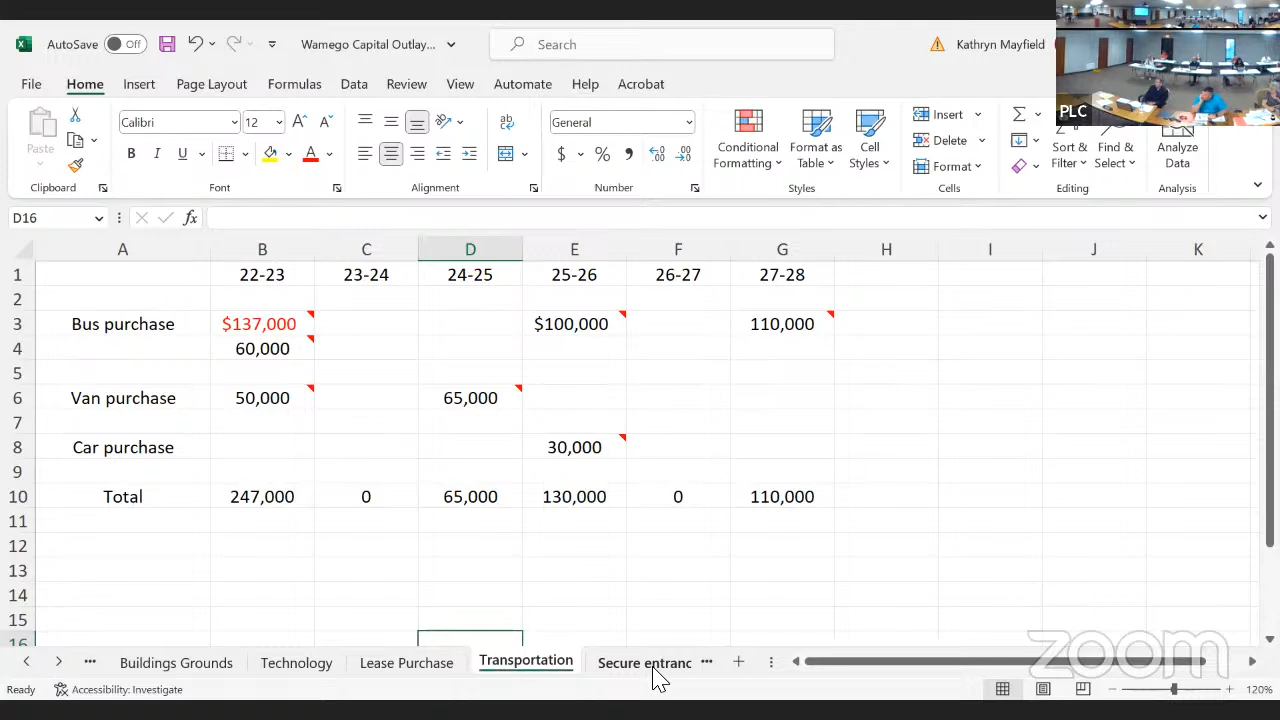 AutoSave Off Wamego Capital Outlay... Search Kathryn Mayfield
File Home Insert Page Layout Formulas Data Review View Automate Help Acrobat
PLC
Paste Calibri 12 General Conditional Formatting Format as Table Cell Styles Insert Delete Format Sort & Filter Find & Select Analyze Data
Clipboard Font Alignment Number Styles Cells Editing Analysis
D16 fx
A B C D E F G H I J K
1 22-23 23-24 24-25 25-26 26-27 27-28
2
3 Bus purchase $137,000 $100,000 110,000
4 60,000
5
6 Van purchase 50,000 65,000
7
8 Car purchase 30,000
9
10 Total 247,000 0 65,000 130,000 0 110,000
11
12
13
14
15
16
Buildings Grounds Technology Lease Purchase Transportation Secure entranc
zoom
Ready Accessibility: Investigate 120%